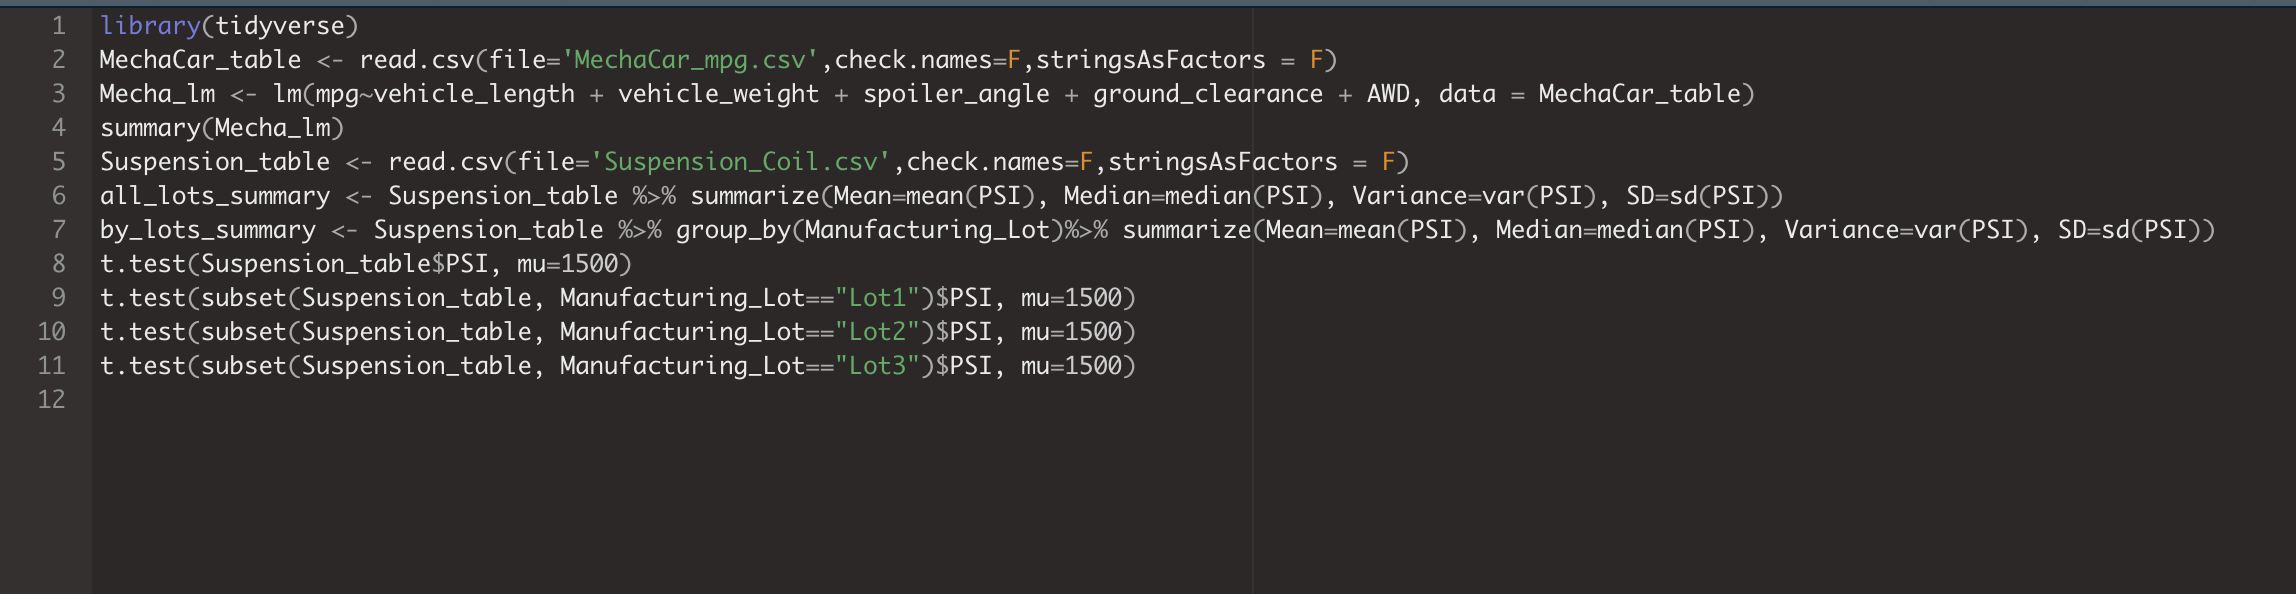 1 library(tidyverse)
2 MechaCar_table <- read.csv(file='MechaCar_mpg.csv',check.names=F,stringsAsFactors = F)
3 Mecha_lm <- lm(mpg~vehicle_length + vehicle_weight + spoiler_angle + ground_clearance + AWD, data = MechaCar_table)
4 summary(Mecha_lm)
5 Suspension_table <- read.csv(file='Suspension_Coil.csv',check.names=F,stringsAsFactors = F)
6 all_lots_summary <- Suspension_table %>% summarize(Mean=mean(PSI), Median=median(PSI), Variance=var(PSI), SD=sd(PSI))
7 by_lots_summary <- Suspension_table %>% group_by(Manufacturing_Lot)%>% summarize(Mean=mean(PSI), Median=median(PSI), Variance=var(PSI), SD=sd(PSI))
8 t.test(Suspension_table$PSI, mu=1500)
9 t.test(subset(Suspension_table, Manufacturing_Lot=="Lot1")$PSI, mu=1500)
10 t.test(subset(Suspension_table, Manufacturing_Lot=="Lot2")$PSI, mu=1500)
11 t.test(subset(Suspension_table, Manufacturing_Lot=="Lot3")$PSI, mu=1500)
12